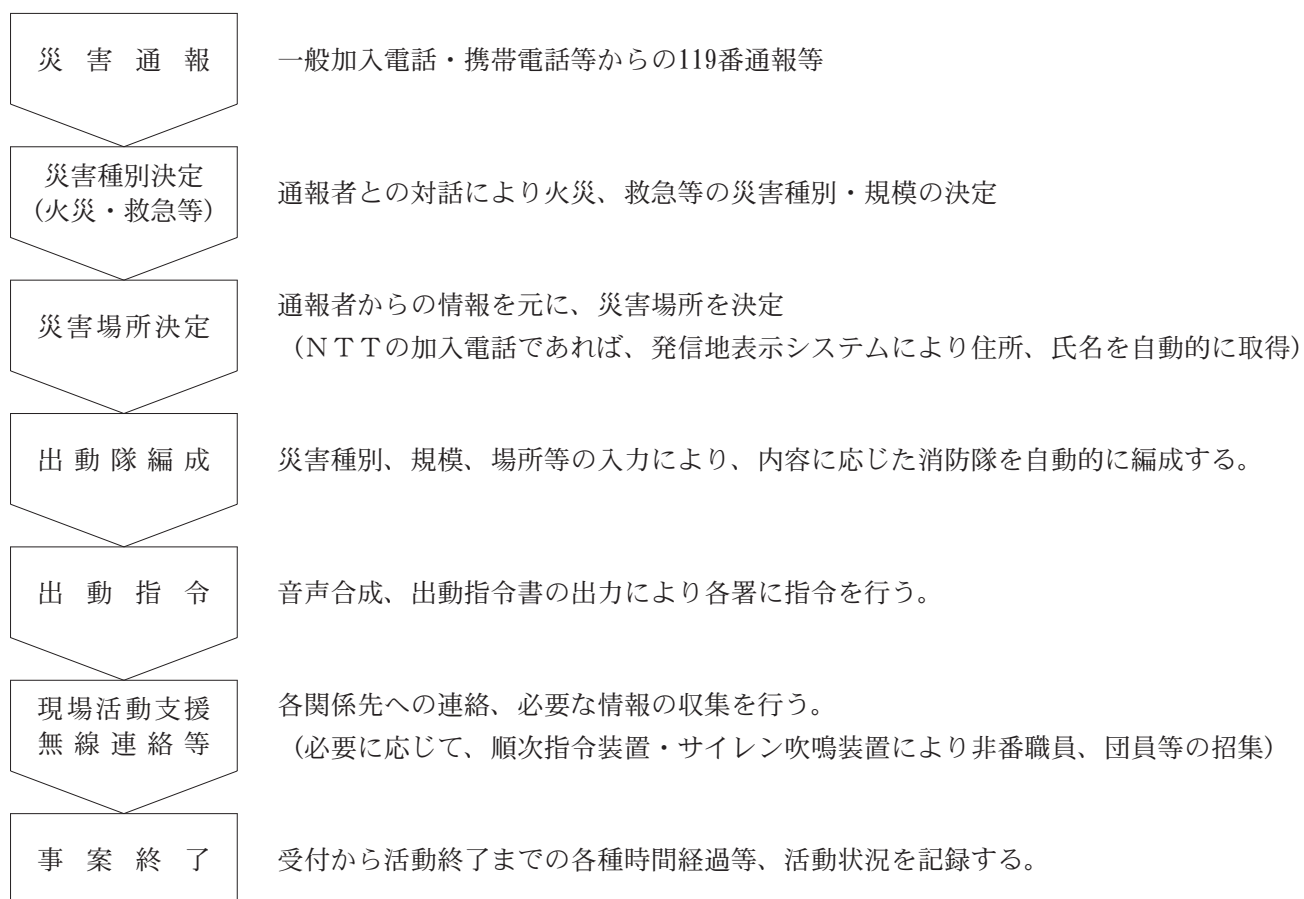 災害通報
一般加入電話・携帯電話等からの119番通報等
災害種別決定
(火災・救急等)
通報者との対話により火災、救急等の災害種別・規模の決定
災害場所決定
通報者からの情報を元に、災害場所を決定
(NTTの加入電話であれば、発信地表示システムにより住所、氏名を自動的に取得)
出動隊編成
災害種別、規模、場所等の入力により、内容に応じた消防隊を自動的に編成する。
出動指令
音声合成、出動指令書の出力により各署に指令を行う。
現場活動支援
無線連絡等
各関係先への連絡、必要な情報の収集を行う。
(必要に応じて、順次指令装置・サイレン吹鳴装置により非番職員、団員等の招集)
事案終了
受付から活動終了までの各種時間経過等、活動状況を記録する。